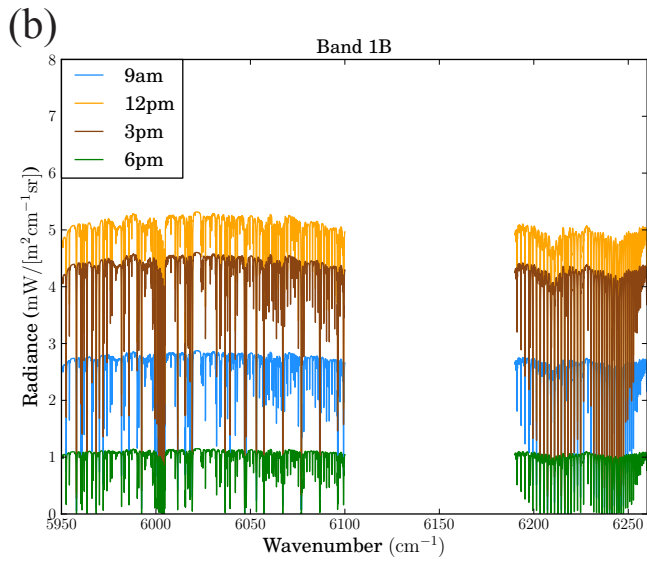 (b)
Band 1B
8
7
6
5
4
3
2
1
0
9am
12pm
3pm
6pm
Radiance (mW/[m²cm⁻¹sr])
5950 6000 6050 6100 6150 6200 6250
Wavenumber (cm⁻¹)